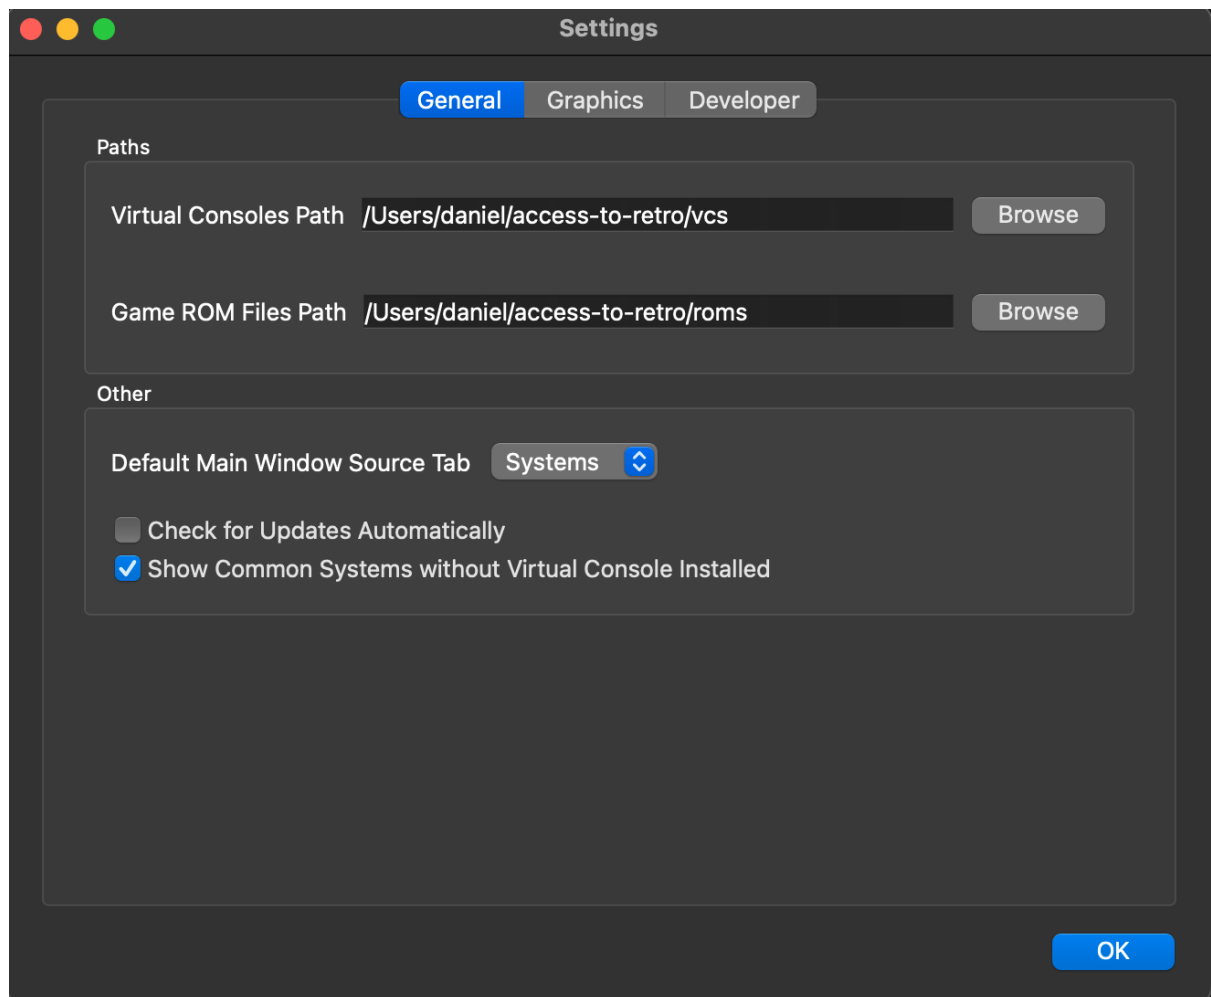 Settings
General Graphics Developer
Paths
Virtual Consoles Path /Users/daniel/access-to-retro/vcs Browse
Game ROM Files Path /Users/daniel/access-to-retro/roms Browse
Other
Default Main Window Source Tab Systems
Check for Updates Automatically
Show Common Systems without Virtual Console Installed
OK